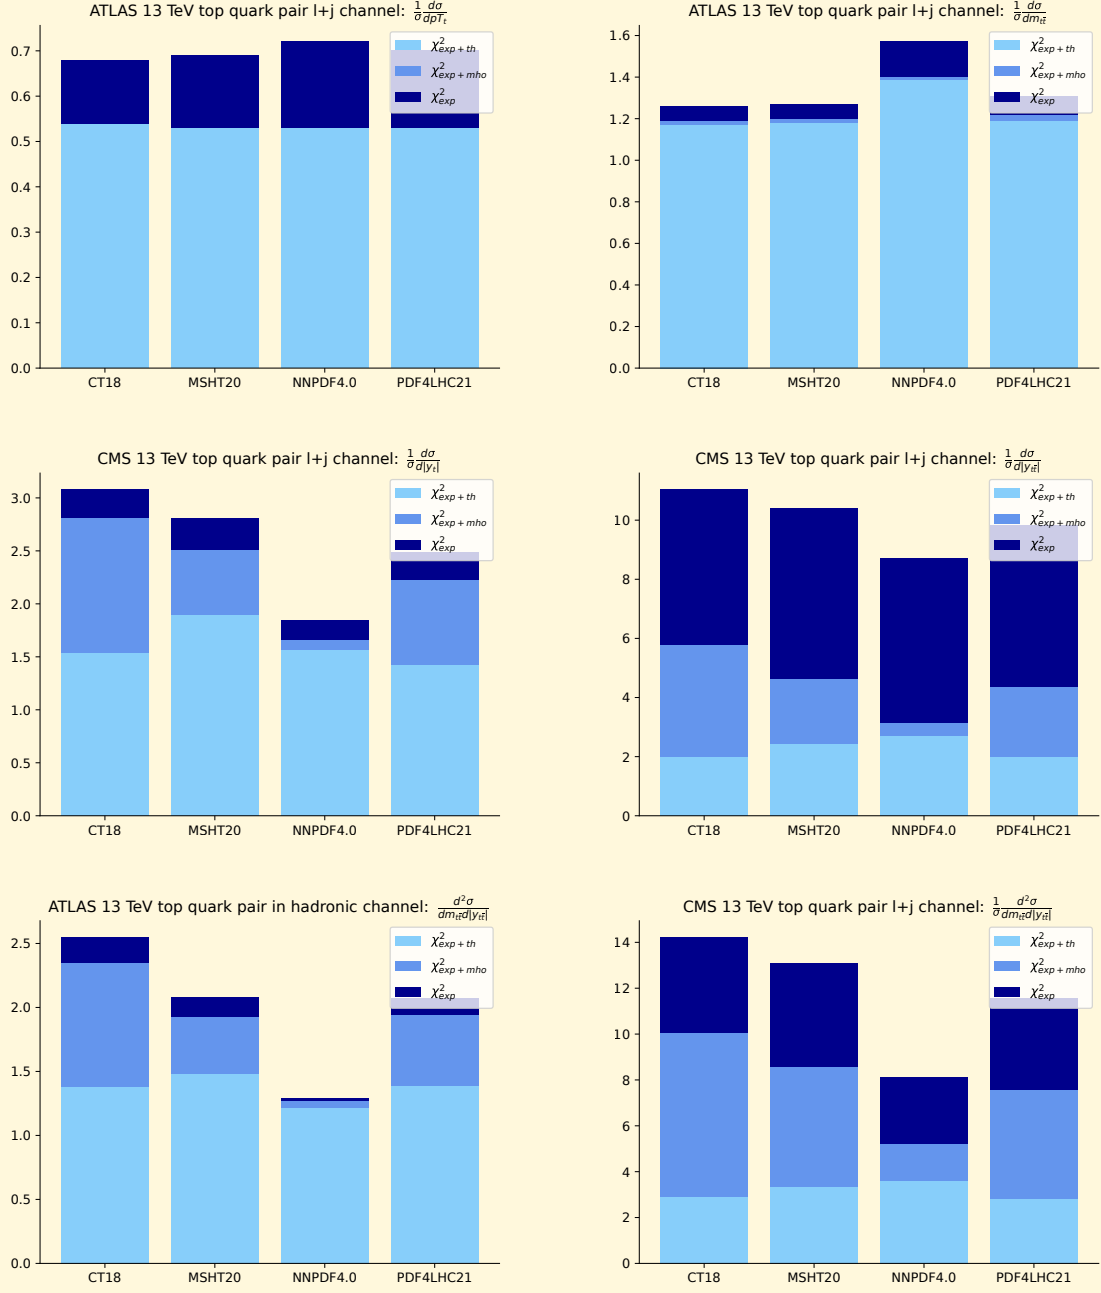 ATLAS 13 TeV top quark pair l+j channel: 1/σ dσ/dpT_t
χ²_exp+th
χ²_exp+mho
χ²_exp
0.7
0.6
0.5
0.4
0.3
0.2
0.1
0.0
CT18 MSHT20 NNPDF4.0 PDF4LHC21
ATLAS 13 TeV top quark pair l+j channel: 1/σ dσ/dm_tt̄
χ²_exp+th
χ²_exp+mho
χ²_exp
1.6
1.4
1.2
1.0
0.8
0.6
0.4
0.2
0.0
CT18 MSHT20 NNPDF4.0 PDF4LHC21
CMS 13 TeV top quark pair l+j channel: 1/σ dσ/d|y_t|
χ²_exp+th
χ²_exp+mho
χ²_exp
3.0
2.5
2.0
1.5
1.0
0.5
0.0
CT18 MSHT20 NNPDF4.0 PDF4LHC21
CMS 13 TeV top quark pair l+j channel: 1/σ dσ/d|y_tt̄|
χ²_exp+th
χ²_exp+mho
χ²_exp
10
8
6
4
2
0
CT18 MSHT20 NNPDF4.0 PDF4LHC21
ATLAS 13 TeV top quark pair in hadronic channel: d²σ/dm_tt̄d|y_tt̄|
χ²_exp+th
χ²_exp+mho
χ²_exp
2.5
2.0
1.5
1.0
0.5
0.0
CT18 MSHT20 NNPDF4.0 PDF4LHC21
CMS 13 TeV top quark pair l+j channel: 1/σ d²σ/dm_tt̄d|y_tt̄|
χ²_exp+th
χ²_exp+mho
χ²_exp
14
12
10
8
6
4
2
0
CT18 MSHT20 NNPDF4.0 PDF4LHC21